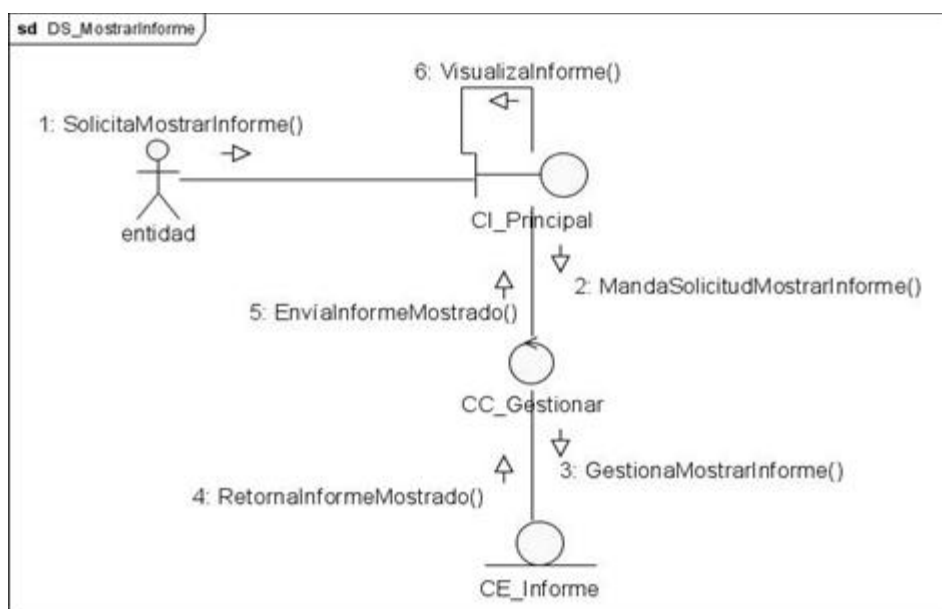 sd DS_MostrarInforme
6: VisualizaInforme()
1: SolicitaMostrarInforme()
entidad
CI_Principal
2: MandaSolicitudMostrarInforme()
5: EnvíaInformeMostrado()
CC_Gestionar
3: GestionaMostrarInforme()
4: RetornaInformeMostrado()
CE_Informe